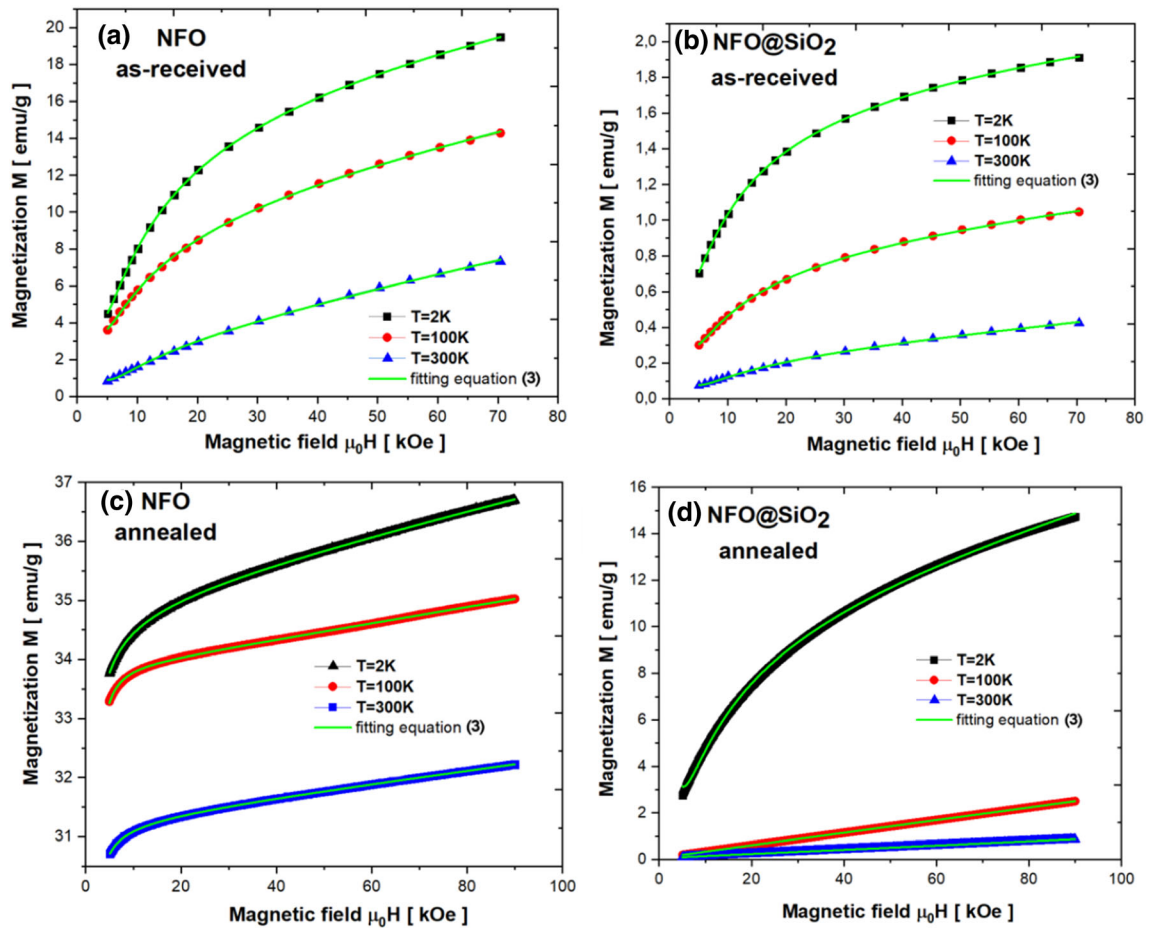 (a) NFO
as-received
Magnetization M [ emu/g ]
20
18
16
14
12
10
8
6
4
2
0
T=2K
T=100K
T=300K
fitting equation (3)
0 10 20 30 40 50 60 70 80
Magnetic field μ₀H [ kOe ]
(b) NFO@SiO₂
as-received
Magnetization M [ emu/g ]
2,0
1,8
1,6
1,4
1,2
1,0
0,8
0,6
0,4
0,2
0,0
T=2K
T=100K
T=300K
fitting equation (3)
0 10 20 30 40 50 60 70 80
Magnetic field μ₀H [ kOe ]
(c) NFO
annealed
Magnetization M [ emu/g ]
37
36
35
34
33
32
31
T=2K
T=100K
T=300K
fitting equation (3)
0 20 40 60 80 100
Magnetic field μ₀H [ kOe ]
(d) NFO@SiO₂
annealed
Magnetization M [ emu/g ]
16
14
12
10
8
6
4
2
0
T=2K
T=100K
T=300K
fitting equation (3)
0 20 40 60 80 100
Magnetic field μ₀H [ kOe ]